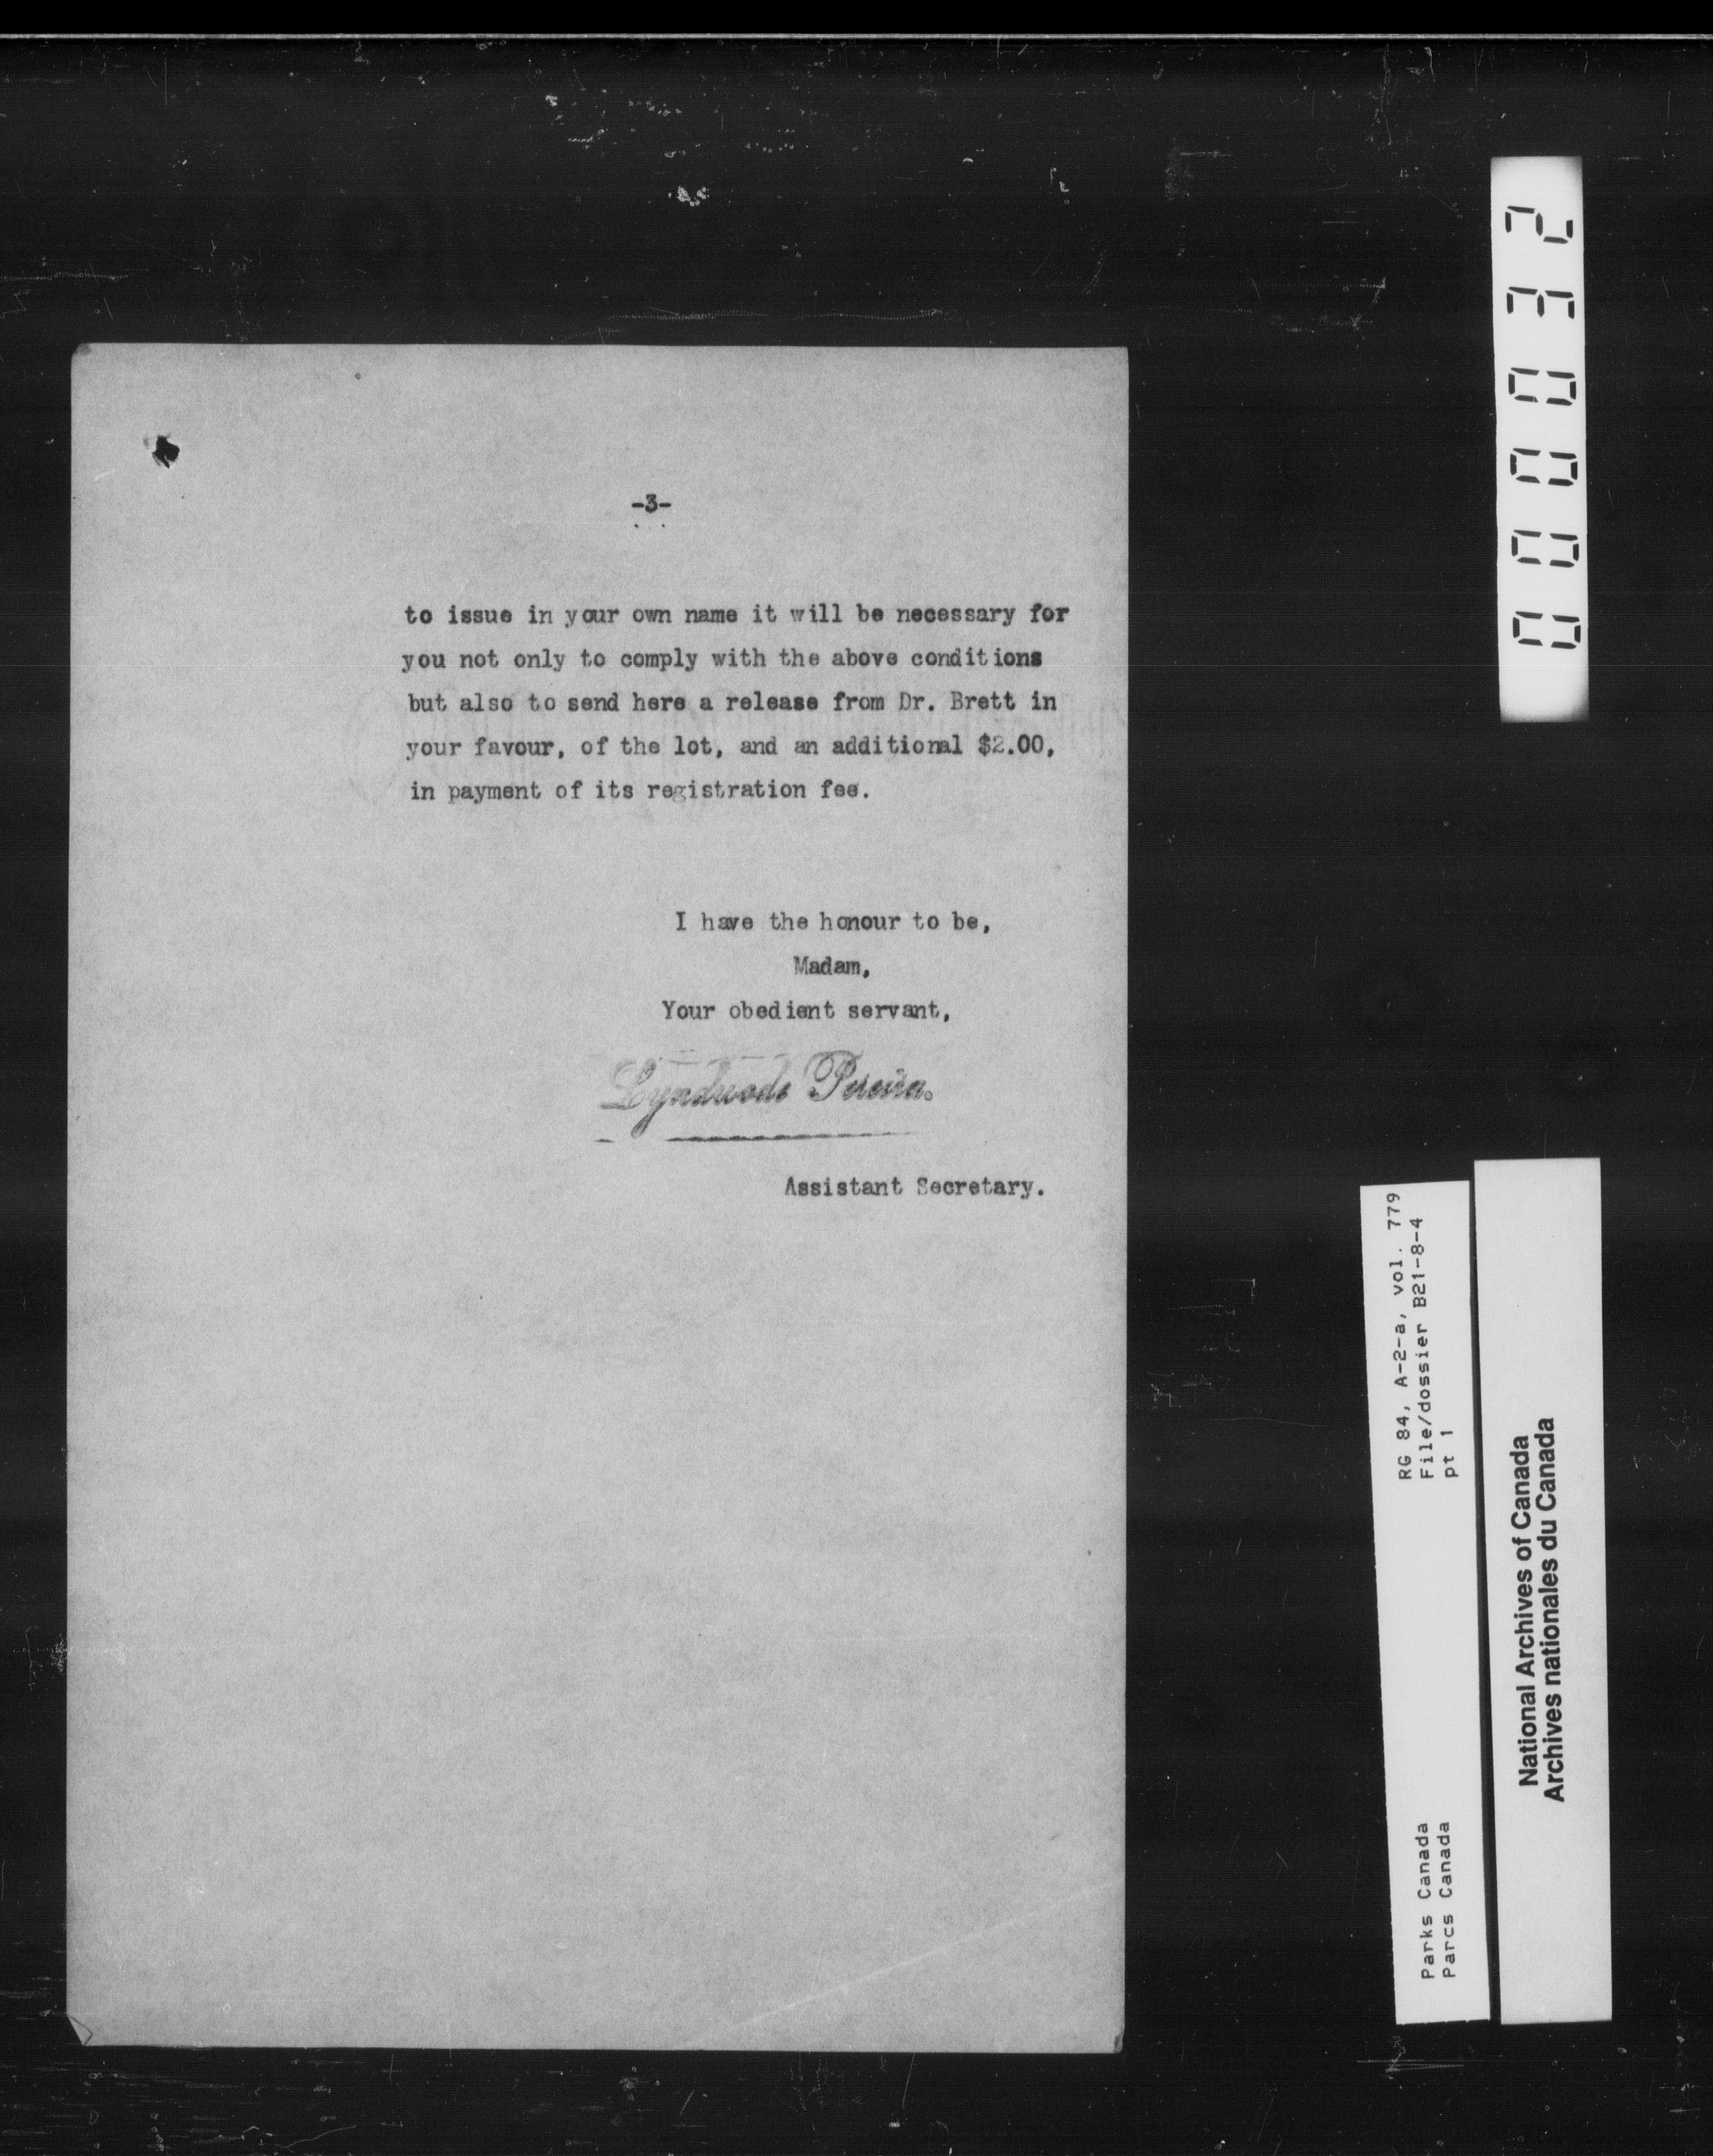 -3-
to issue in your own name it will be necessary for
you not only to comply with the above conditions
but also to send here a release from Dr. Brett in
your favour, of the lot, and an additional $2.00,
in payment of its registration fee.
I have the honour to be,
Madam,
Your obedient servant,
Lyndwode Pereira.
Assistant Secretary.
000032
RG 84, A-2-a, vol. 779
File/dossier B21-8-4
pt 1
Parks Canada
Parcs Canada
National Archives of Canada
Archives nationales du Canada